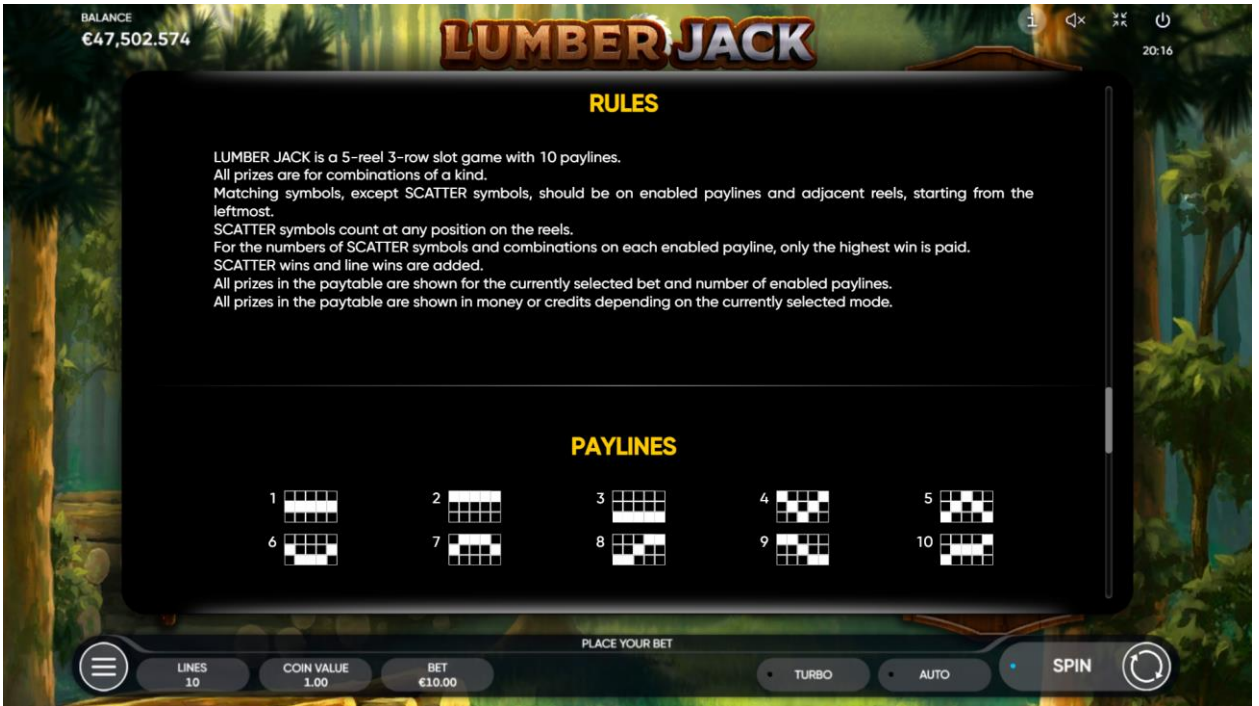 BALANCE
€47,502.574
LUMBER JACK
i
20:16
RULES
LUMBER JACK is a 5-reel 3-row slot game with 10 paylines.
All prizes are for combinations of a kind.
Matching symbols, except SCATTER symbols, should be on enabled paylines and adjacent reels, starting from the
leftmost.
SCATTER symbols count at any position on the reels.
For the numbers of SCATTER symbols and combinations on each enabled payline, only the highest win is paid.
SCATTER wins and line wins are added.
All prizes in the paytable are shown for the currently selected bet and number of enabled paylines.
All prizes in the paytable are shown in money or credits depending on the currently selected mode.
PAYLINES
1 2 3 4 5
6 7 8 9 10
PLACE YOUR BET
LINES
10
COIN VALUE
1.00
BET
€10.00
TURBO
AUTO
SPIN